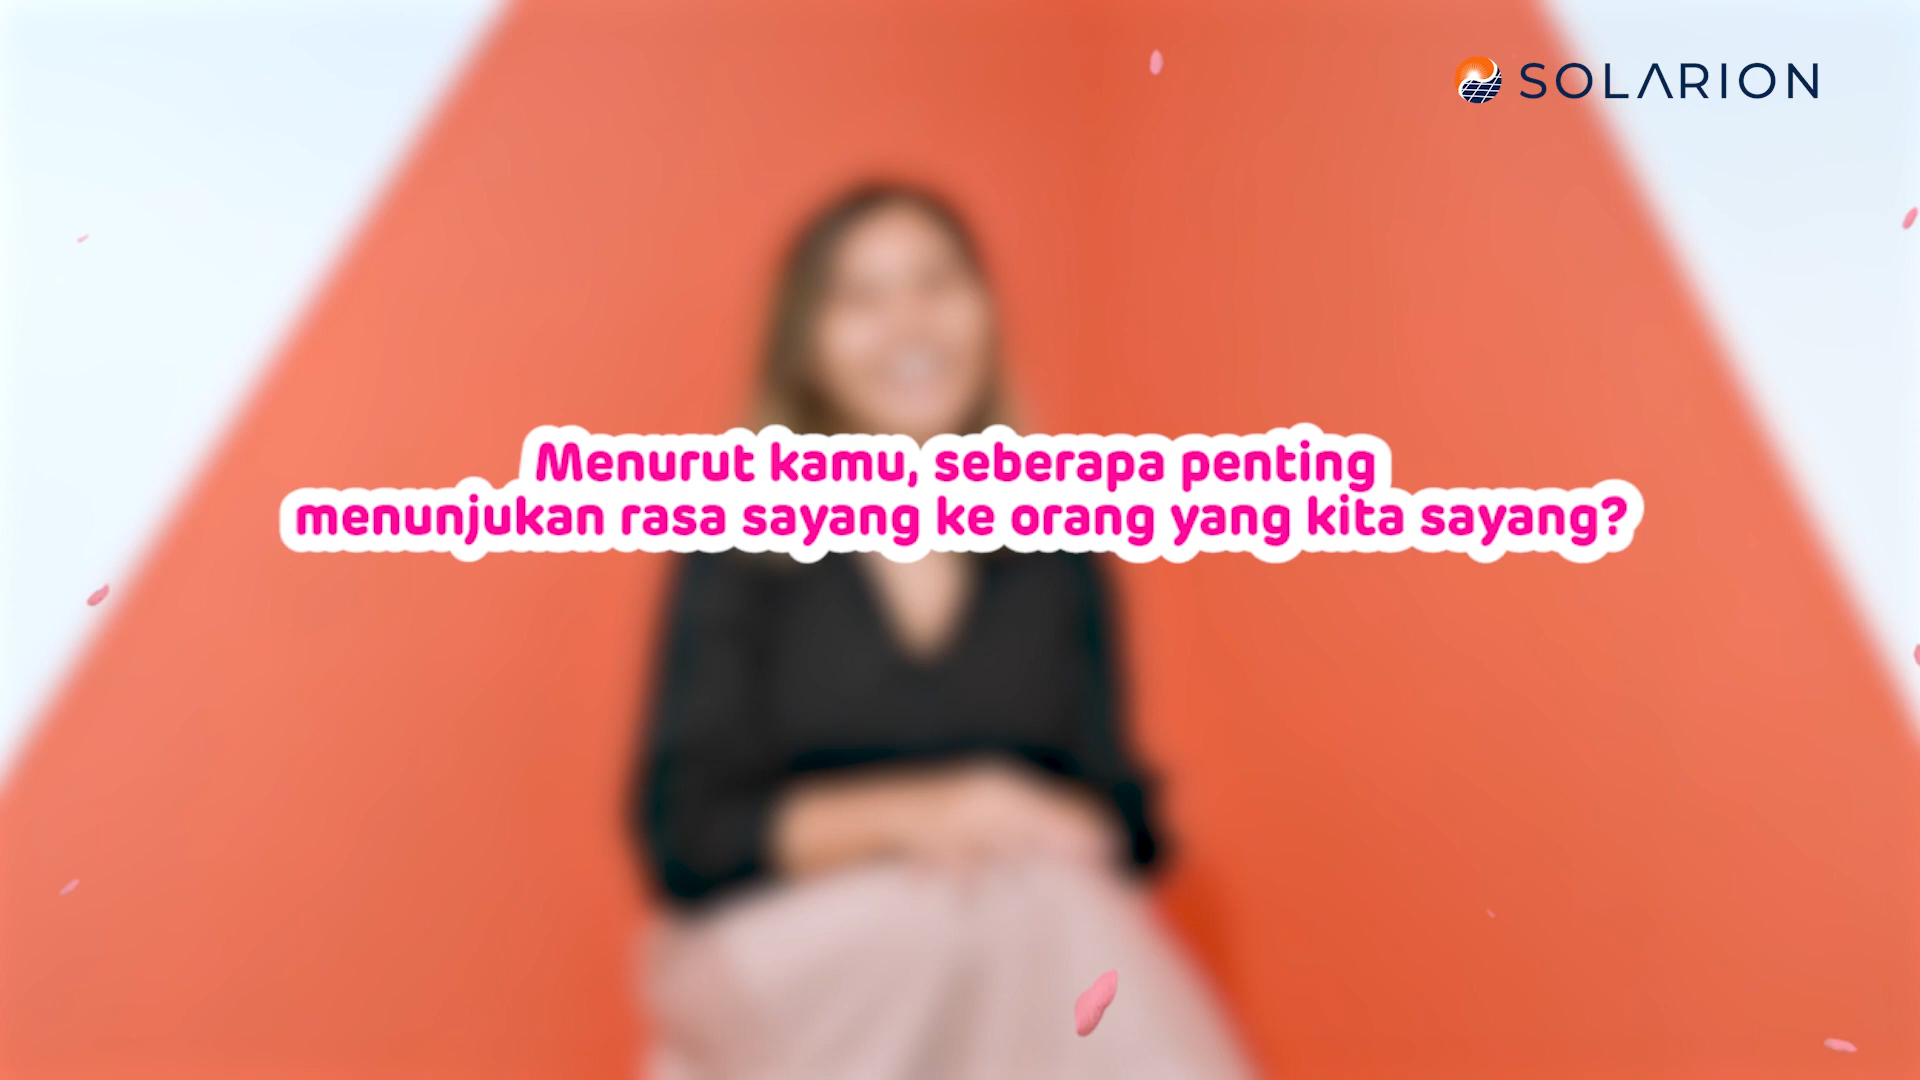 SOLARION
Menurut kamu, seberapa penting
menunjukan rasa sayang ke orang yang kita sayang?